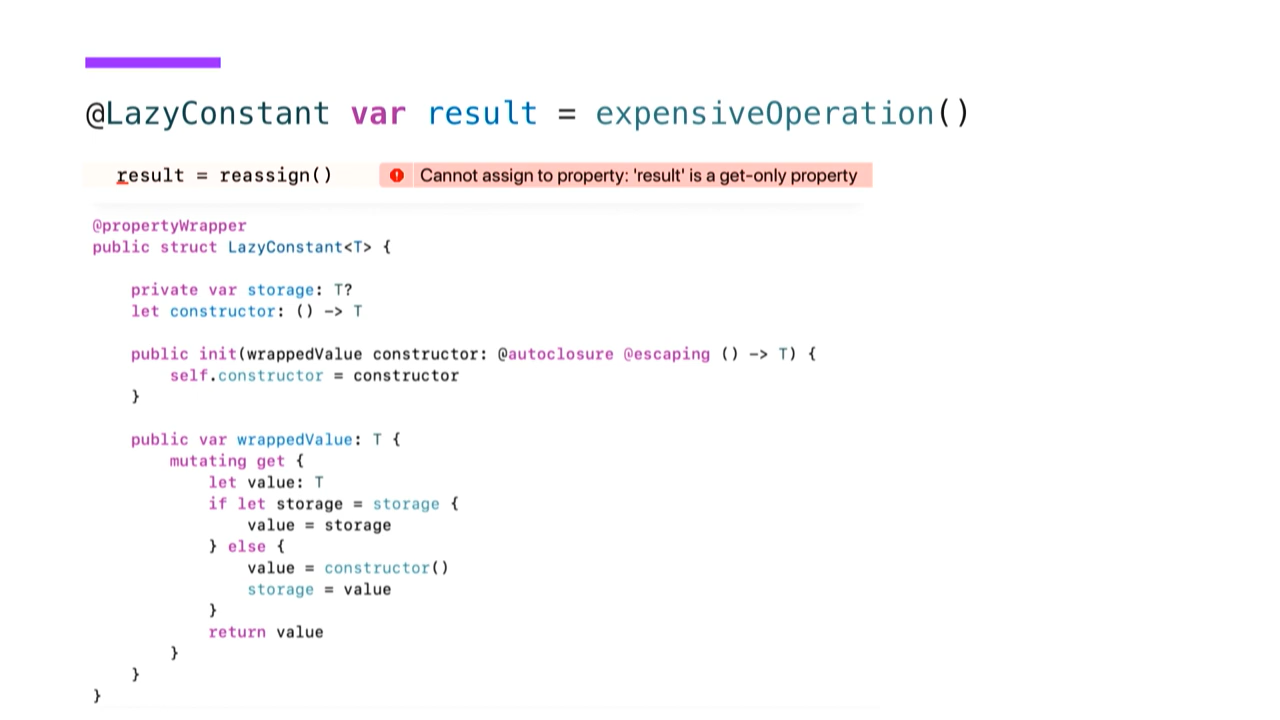 @LazyConstant var result = expensiveOperation()
result = reassign() Cannot assign to property: 'result' is a get-only property
@propertyWrapper
public struct LazyConstant<T> {
    private var storage: T?
    let constructor: () -> T
    public init(wrappedValue constructor: @autoclosure @escaping () -> T) {
        self.constructor = constructor
    }
    public var wrappedValue: T {
        mutating get {
            let value: T
            if let storage = storage {
                value = storage
            } else {
                value = constructor()
                storage = value
            }
            return value
        }
    }
}